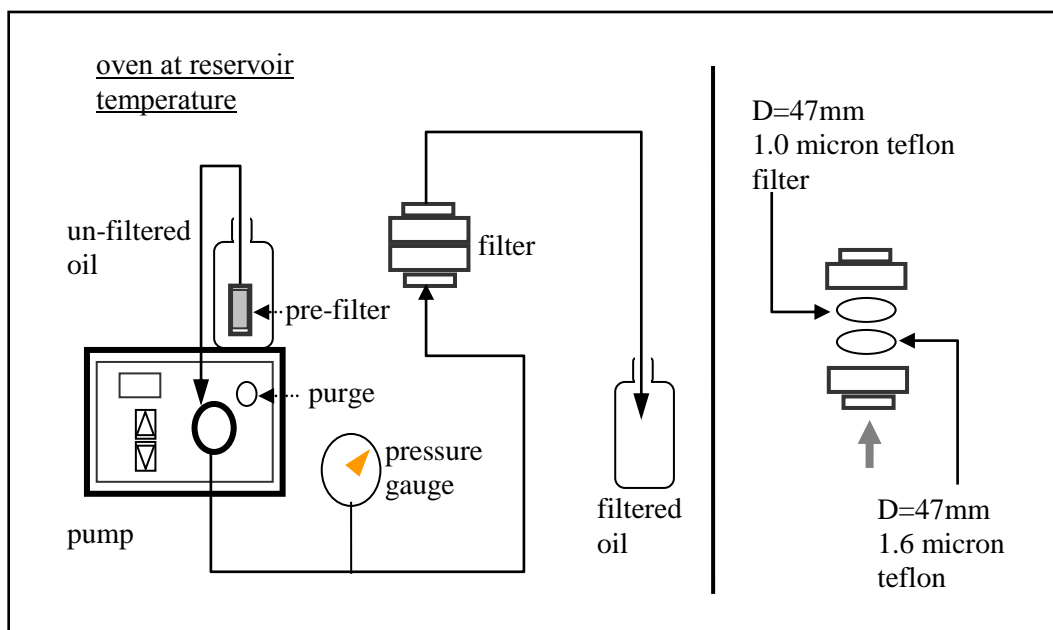 oven at reservoir
temperature
un-filtered
oil
pre-filter
purge
pump
pressure
gauge
filter
filtered
oil
D=47mm
1.0 micron teflon
filter
D=47mm
1.6 micron
teflon